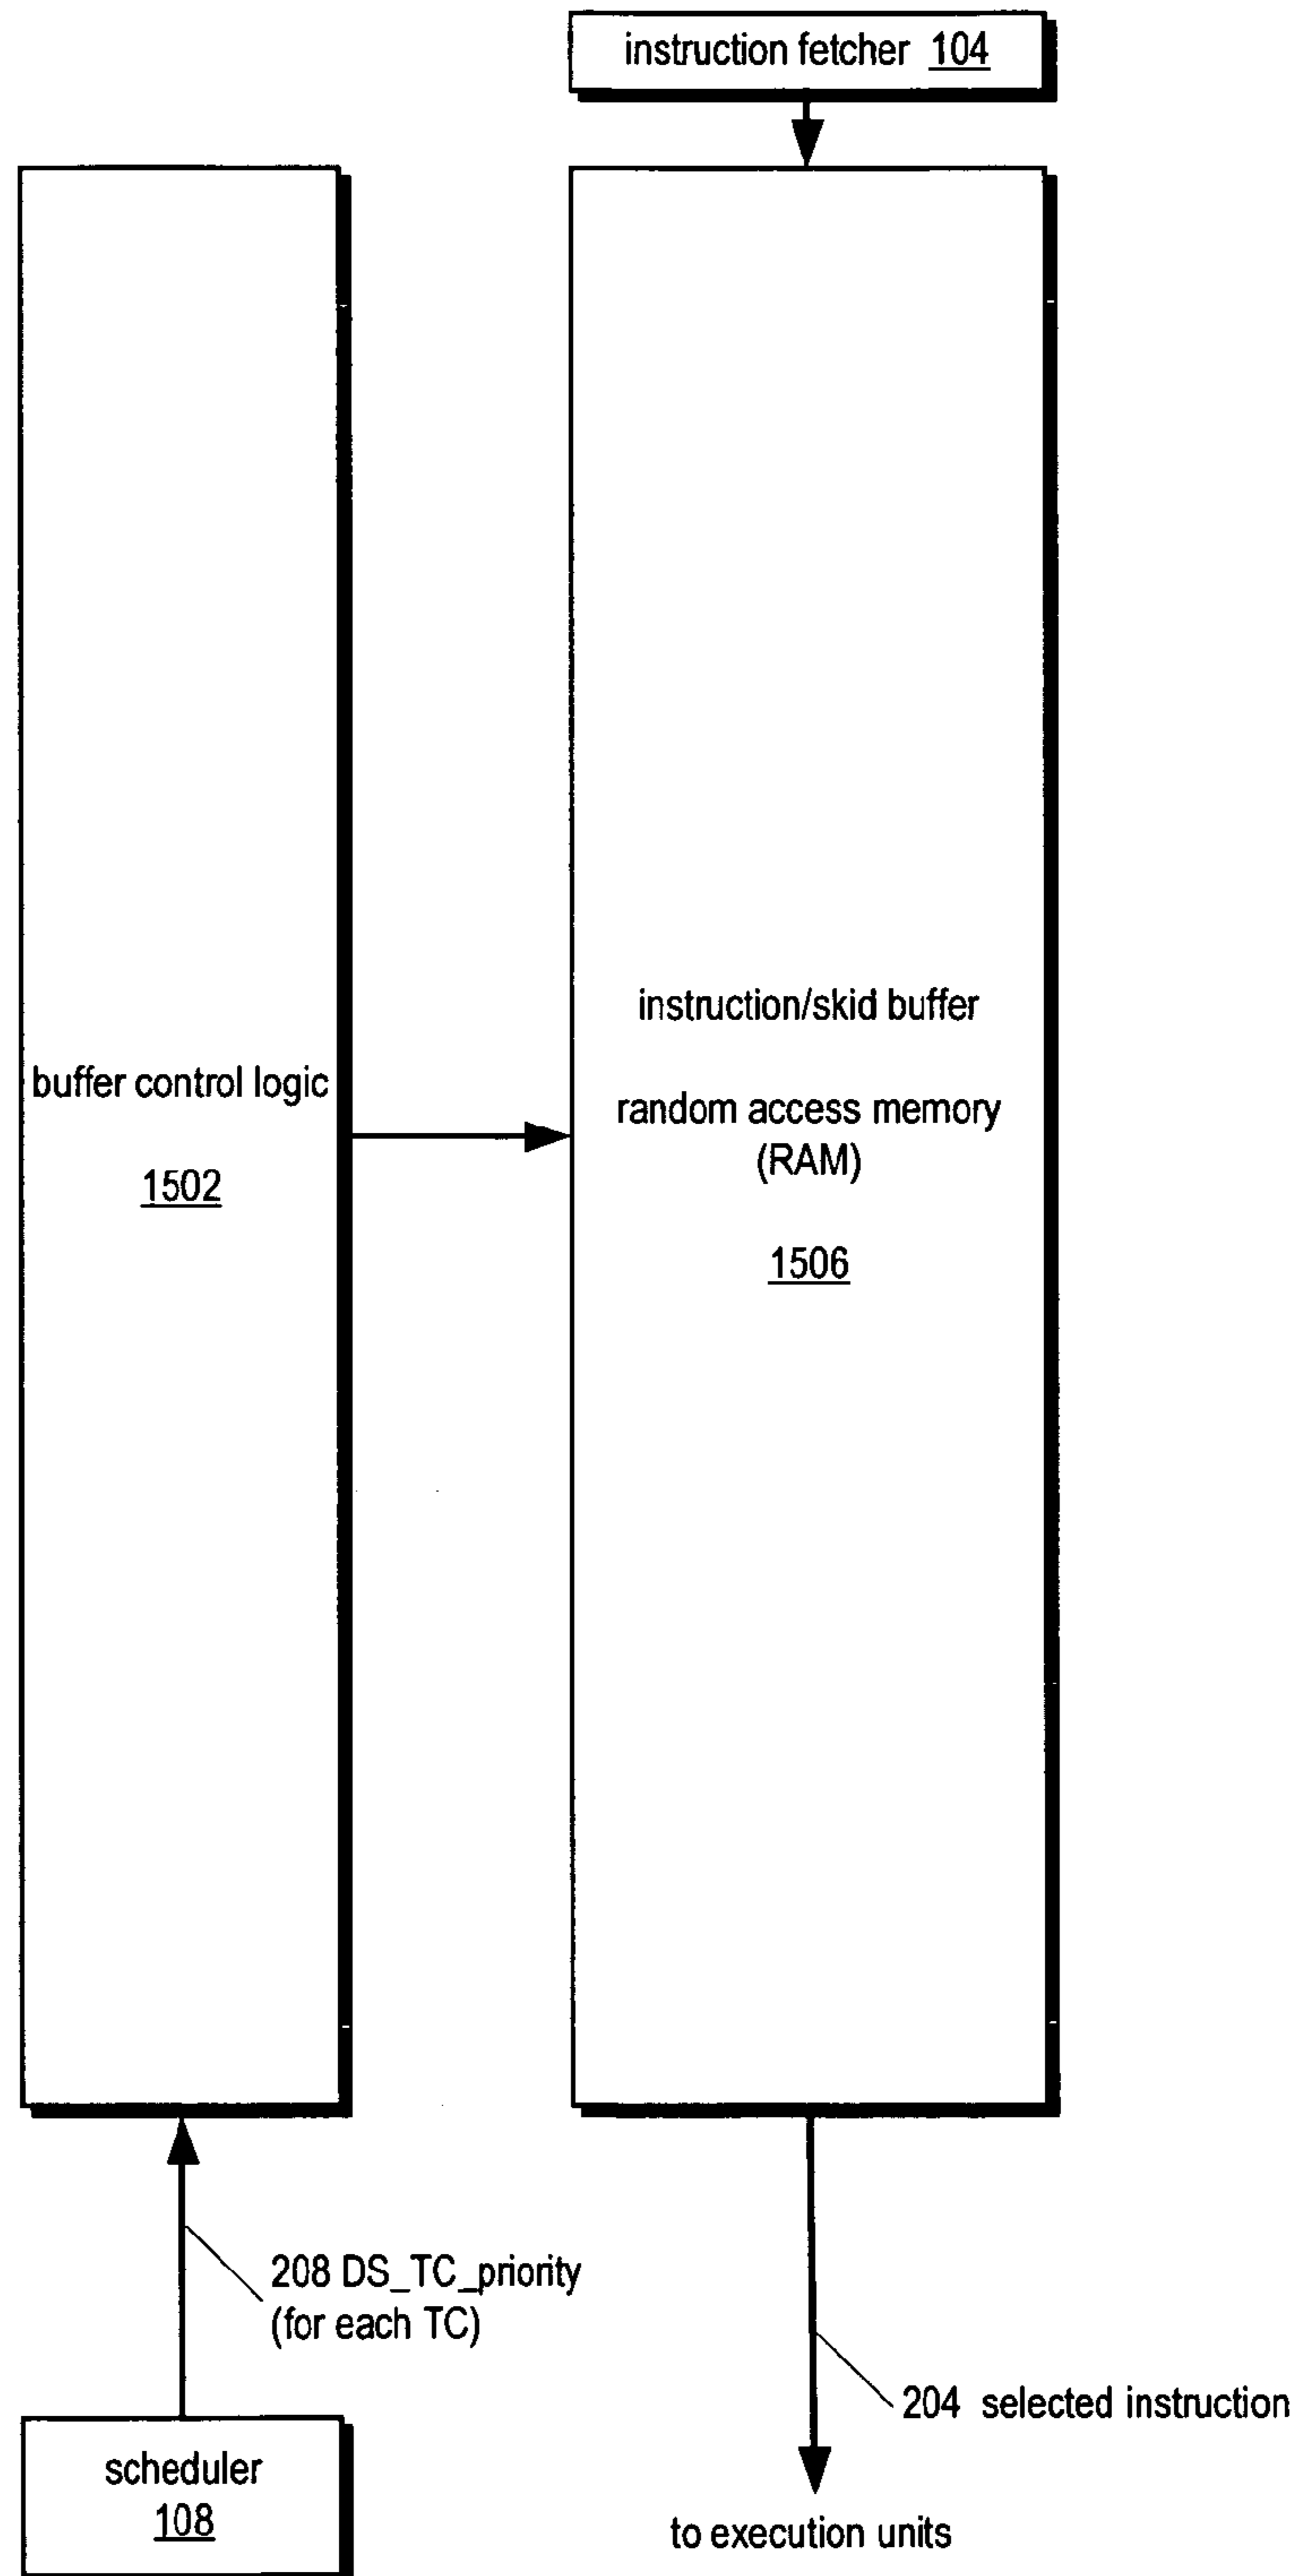 instruction fetcher 104
instruction/skid buffer
random access memory
(RAM)
1506
buffer control logic
1502
208 DS_TC_priority
(for each TC)
204 selected instruction
scheduler
108
to execution units